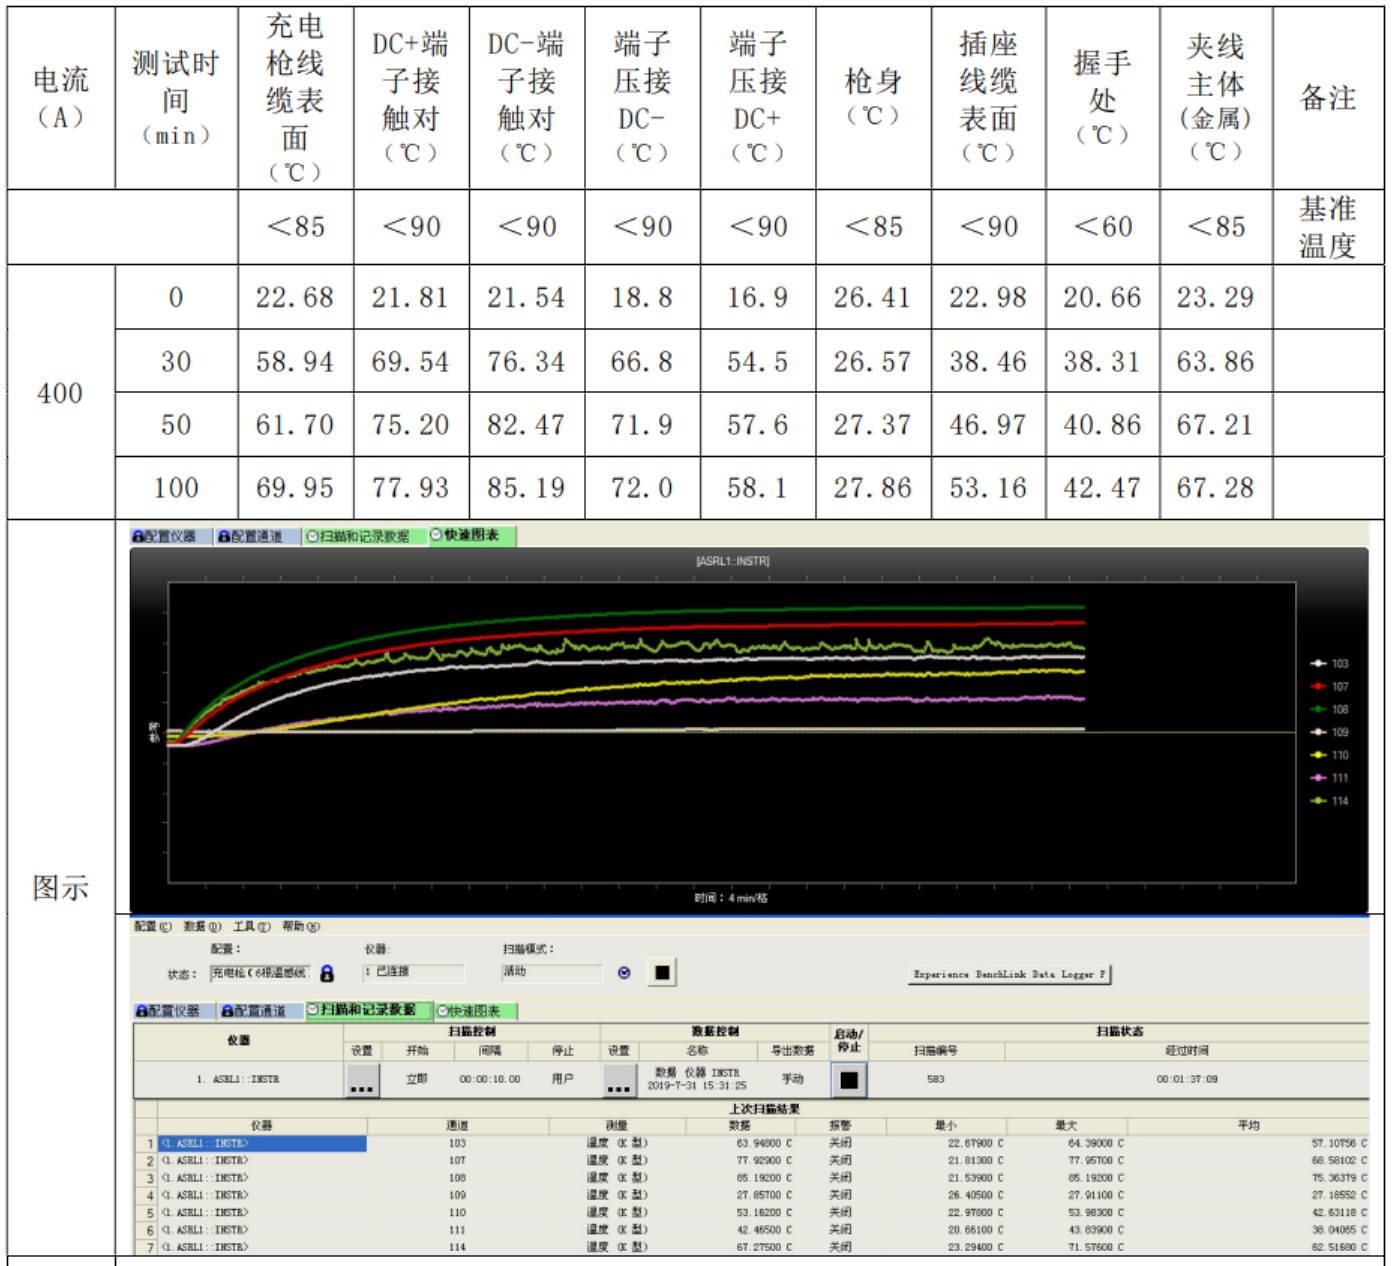 电流（A） 测试时间（min） 充电枪线缆表面（℃） DC+端子接触对（℃） DC-端子接触对（℃） 端子压接DC-（℃） 端子压接DC+（℃） 枪身（℃） 插座线缆表面（℃） 握手处（℃） 夹线主体(金属)（℃） 备注
＜85 ＜90 ＜90 ＜90 ＜90 ＜85 ＜90 ＜60 ＜85 基准温度
400
0 22.68 21.81 21.54 18.8 16.9 26.41 22.98 20.66 23.29
30 58.94 69.54 76.34 66.8 54.5 26.57 38.46 38.31 63.86
50 61.70 75.20 82.47 71.9 57.6 27.37 46.97 40.86 67.21
100 69.95 77.93 85.19 72.0 58.1 27.86 53.16 42.47 67.28
图示
配置仪器 配置通道 扫描和记录数据 快速图表
[ASRL1::INSTR]
103
107
108
109
110
111
114
时间：4 min/格
配置(C) 数据(D) 工具(T) 帮助(H)
配置： 仪器: 扫描模式：
状态： 充电枪(6根温感线 1 已连接 活动 Experience BenchLink Data Logger P
配置仪器 配置通道 扫描和记录数据 快速图表
仪器 扫描控制 数据控制 启动/停止 扫描状态
设置 开始 间隔 停止 设置 名称 导出数据 扫描编号 经过时间
1. ASRL1::INSTR ... 立即 00:00:10.00 用户 ... 数据 仪器 INSTR 2019-7-31 15:31:25 手动 583 00:01:37:09
上次扫描结果
仪器 通道 测量 数据 报警 最小 最大 平均
1 <1.ASRL1::INSTR> 103 温度 (K 型) 63.94800 C 关闭 22.67900 C 64.39000 C 57.10756 C
2 <1.ASRL1::INSTR> 107 温度 (K 型) 77.92900 C 关闭 21.81300 C 77.95700 C 68.58102 C
3 <1.ASRL1::INSTR> 108 温度 (K 型) 85.19200 C 关闭 21.53900 C 85.19200 C 75.36379 C
4 <1.ASRL1::INSTR> 109 温度 (K 型) 27.85700 C 关闭 26.40500 C 27.91100 C 27.18552 C
5 <1.ASRL1::INSTR> 110 温度 (K 型) 53.16200 C 关闭 22.97800 C 53.98300 C 42.63118 C
6 <1.ASRL1::INSTR> 111 温度 (K 型) 42.46500 C 关闭 20.66100 C 43.83900 C 38.04065 C
7 <1.ASRL1::INSTR> 114 温度 (K 型) 67.27500 C 关闭 23.29400 C 71.57600 C 62.51680 C